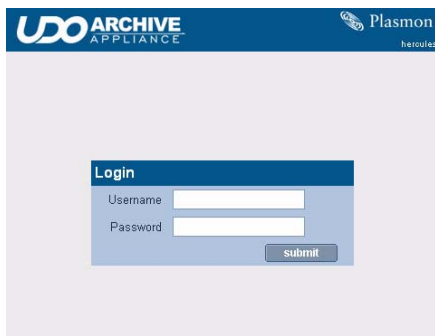 UDO ARCHIVE
APPLIANCE
Plasmon
hercules
Login
Username
Password
submit